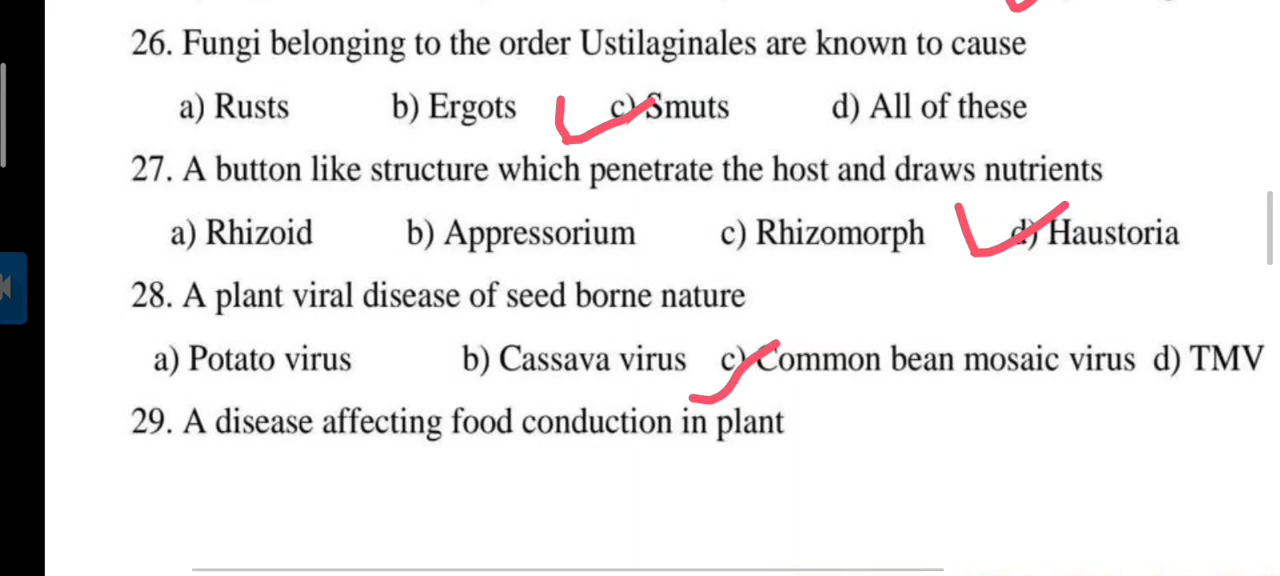 26. Fungi belonging to the order Ustilaginales are known to cause
a) Rusts b) Ergots c) Smuts d) All of these
27. A button like structure which penetrate the host and draws nutrients
a) Rhizoid b) Appressorium c) Rhizomorph d) Haustoria
28. A plant viral disease of seed borne nature
a) Potato virus b) Cassava virus c) Common bean mosaic virus d) TMV
29. A disease affecting food conduction in plant